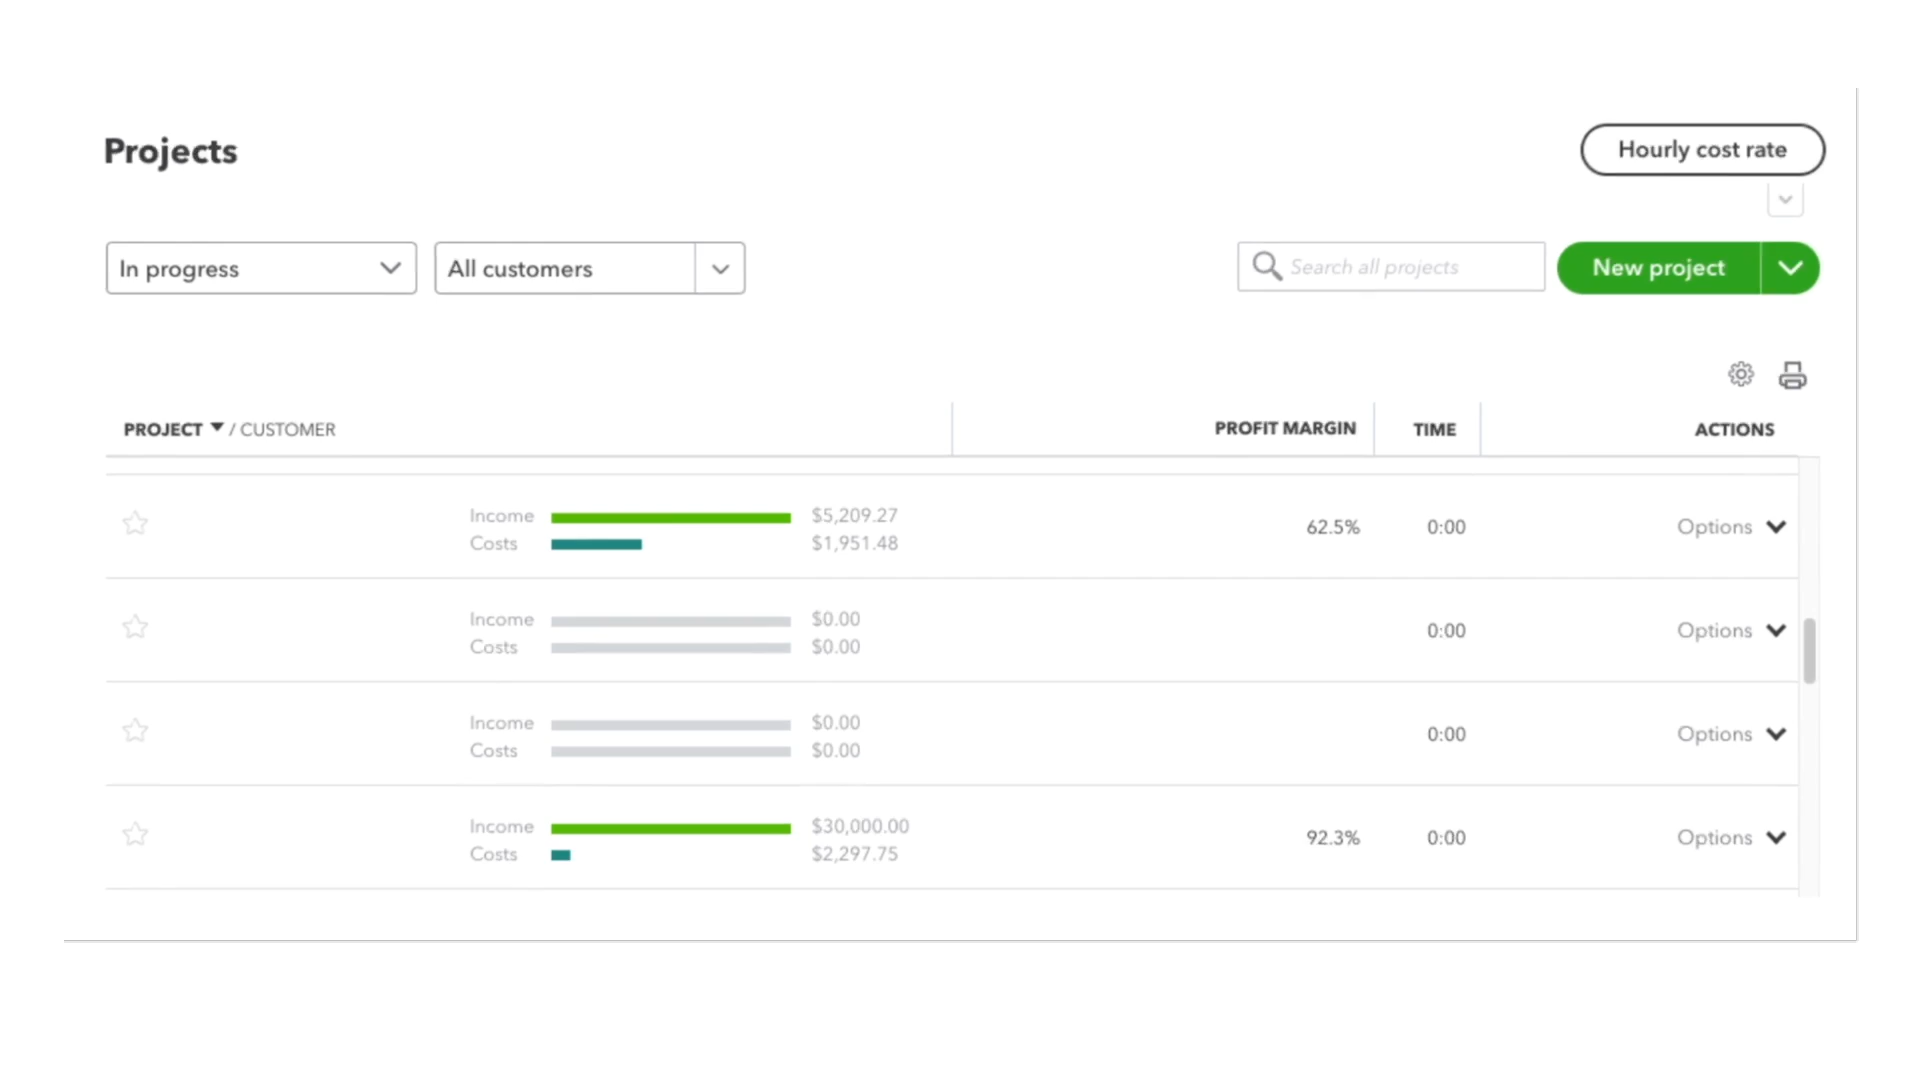 Projects
Hourly cost rate
In progress
All customers
Search all projects
New project
PROJECT / CUSTOMER
PROFIT MARGIN
TIME
ACTIONS
Income $5,209.27
Costs $1,951.48
62.5%
0:00
Options
Income $0.00
Costs $0.00
0:00
Options
Income $0.00
Costs $0.00
0:00
Options
Income $30,000.00
Costs $2,297.75
92.3%
0:00
Options